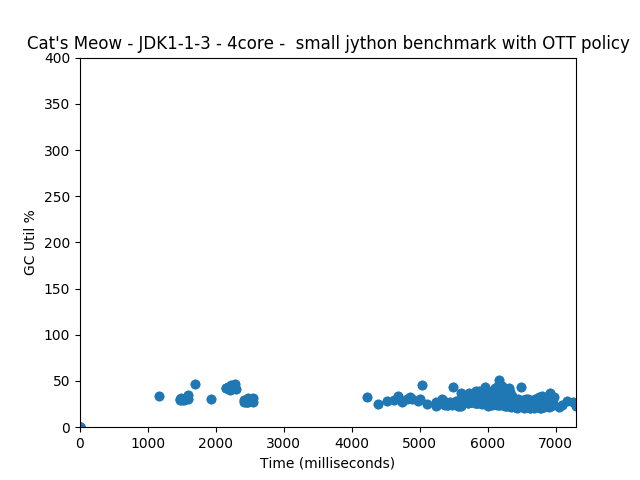 Cat's Meow - JDK1-1-3 - 4core -  small jython benchmark with OTT policy
400
350
300
250
200
150
100
50
0
GC Util %
0 1000 2000 3000 4000 5000 6000 7000
Time (milliseconds)